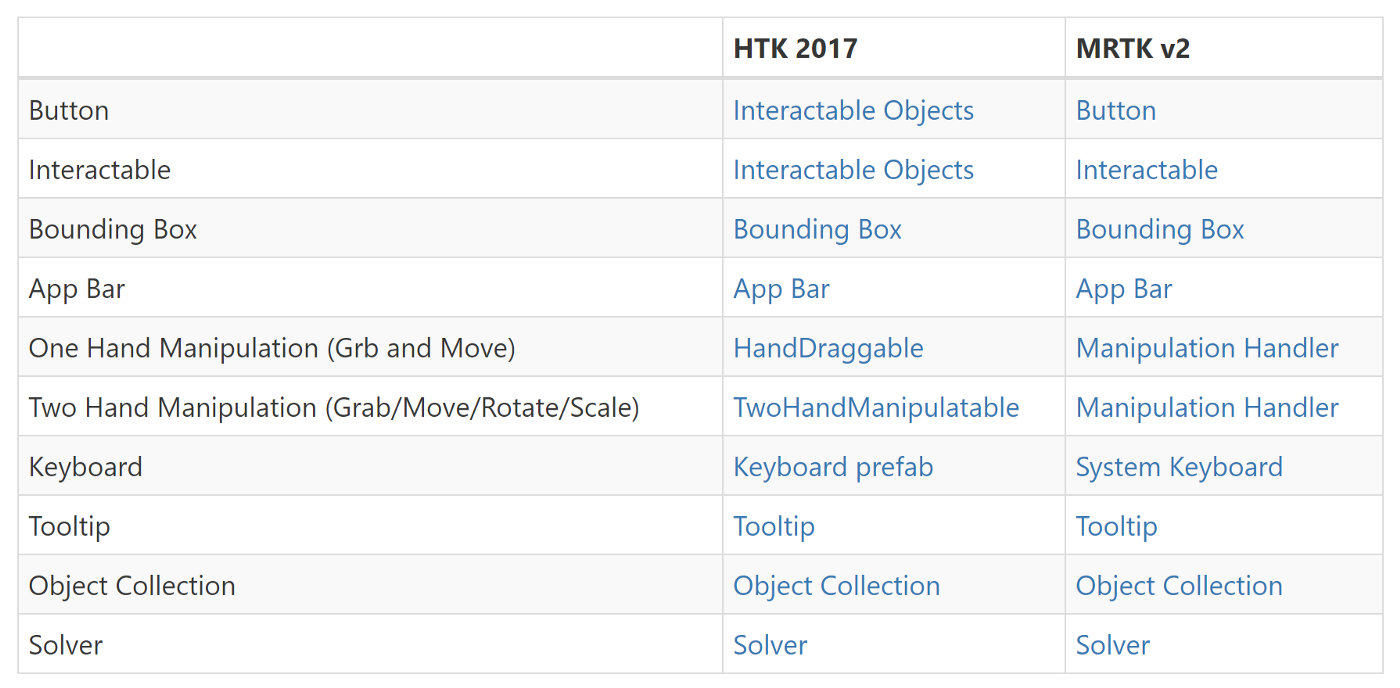 HTK 2017 MRTK v2
Button Interactable Objects Button
Interactable Interactable Objects Interactable
Bounding Box Bounding Box Bounding Box
App Bar App Bar App Bar
One Hand Manipulation (Grb and Move) HandDraggable Manipulation Handler
Two Hand Manipulation (Grab/Move/Rotate/Scale) TwoHandManipulatable Manipulation Handler
Keyboard Keyboard prefab System Keyboard
Tooltip Tooltip Tooltip
Object Collection Object Collection Object Collection
Solver Solver Solver